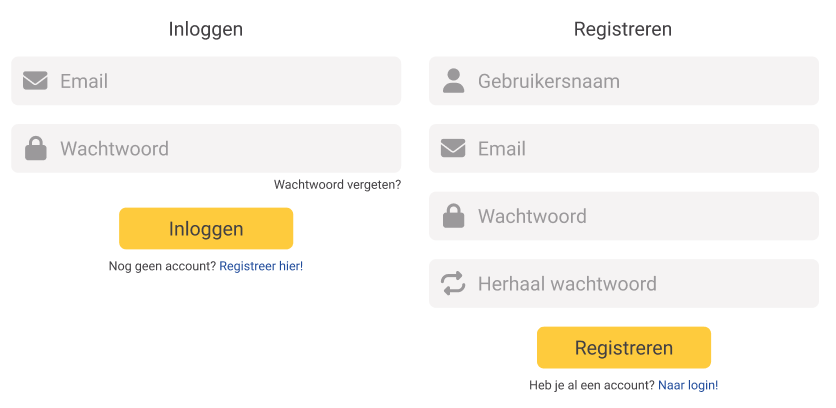 Inloggen
Email
Wachtwoord
Wachtwoord vergeten?
Inloggen
Nog geen account? Registreer hier!
Registreren
Gebruikersnaam
Email
Wachtwoord
Herhaal wachtwoord
Registreren
Heb je al een account? Naar login!